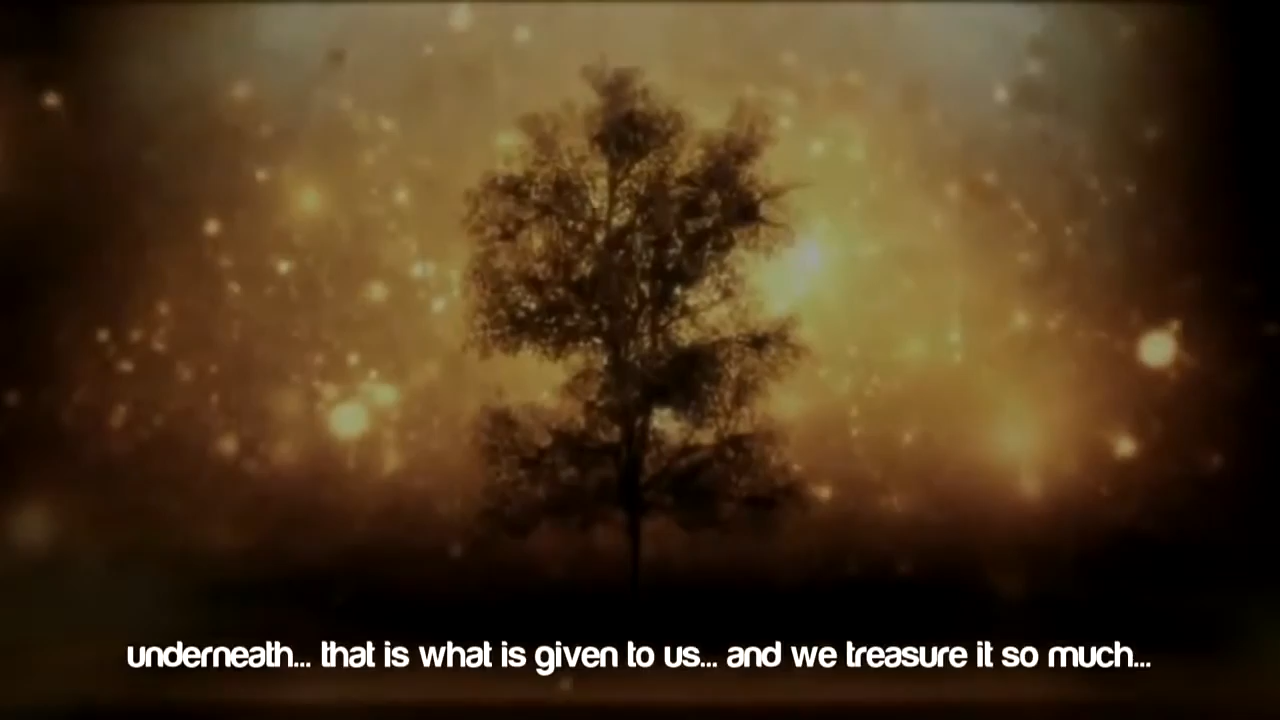 underneath... that is what is given to us... and we treasure it so much...